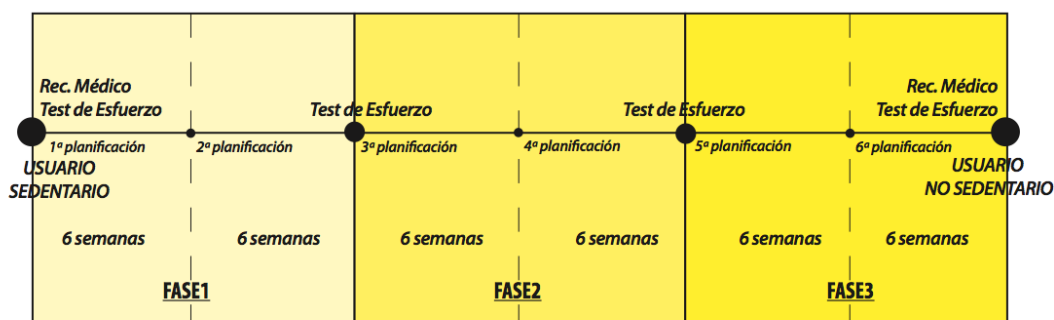 Rec. Médico
Test de Esfuerzo
Test de Esfuerzo
Test de Esfuerzo
Rec. Médico
Test de Esfuerzo
1ª planificación
2ª planificación
3ª planificación
4ª planificación
5ª planificación
6ª planificación
USUARIO
SEDENTARIO
USUARIO
NO SEDENTARIO
6 semanas
6 semanas
6 semanas
6 semanas
6 semanas
6 semanas
FASE1
FASE2
FASE3